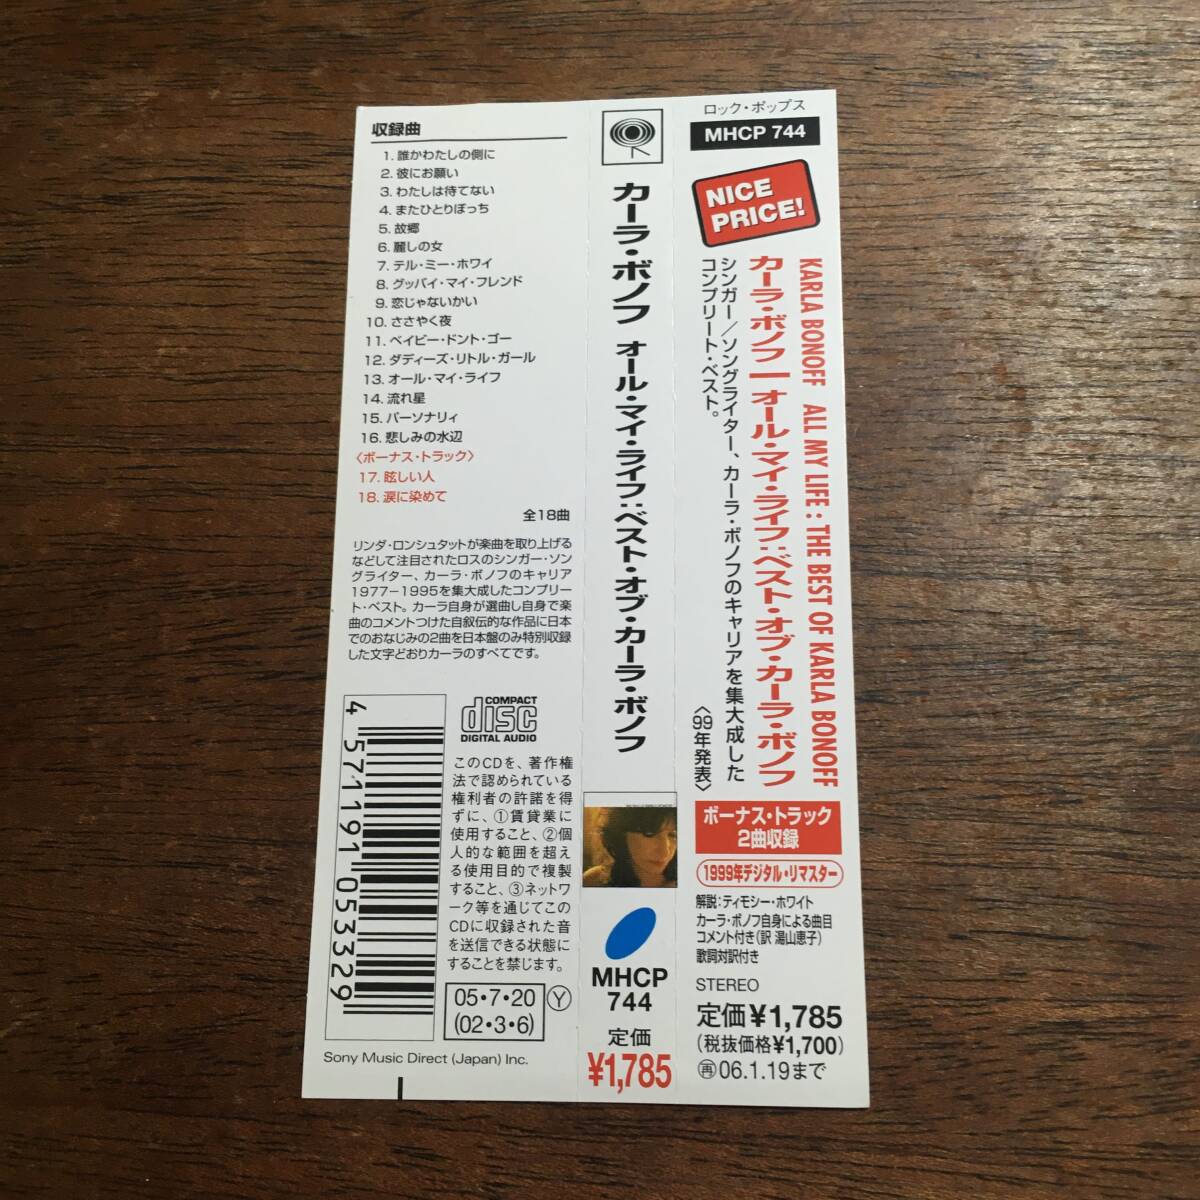 収録曲
1. 誰かわたしの側に
2. 彼にお願い
3. わたしは待てない
4. またひとりぼっち
5. 故郷
6. 麗しの女
7. テル・ミー・ホワイ
8. グッバイ・マイ・フレンド
9. 恋じゃないかい
10. ささやく夜
11. ベイビー・ドント・ゴー
12. ダディーズ・リトル・ガール
13. オール・マイ・ライフ
14. 流れ星
15. パーソナリィ
16. 悲しみの水辺
〈ボーナス・トラック〉
17. 眩しい人
18. 涙に染めて
全18曲
リンダ・ロンシュタットが楽曲を取り上げる
などして注目されたロスのシンガー・ソン
グライター、カーラ・ボノフのキャリア
1977−1995を集大成したコンプリー
ト・ベスト。カーラ自身が選曲し自身で楽
曲のコメントつけた自叙伝的な作品に日本
でのおなじみの2曲を日本盤のみ特別収録
した文字どおりカーラのすべてです。
4 571191 053329
COMPACT
disc
DIGITAL AUDIO
このCDを、著作権
法で認められている
権利者の許諾を得
ずに、①賃貸業に
使用すること、②個
人的な範囲を超え
る使用目的で複製
すること、③ネットワ
ーク等を通じてこの
CDに収録された音
を送信できる状態に
することを禁じます。
05・7・20
(02・3・6)
Y
Sony Music Direct (Japan) Inc.
カーラ・ボノフ オール・マイ・ライフ:ベスト・オブ・カーラ・ボノフ
MHCP
744
定価
¥1,785
ロック・ポップス
MHCP 744
NICE
PRICE!
KARLA BONOFF ALL MY LIFE : THE BEST OF KARLA BONOFF
カーラ・ボノフ|オール・マイ・ライフ:ベスト・オブ・カーラ・ボノフ
シンガー/ソングライター、カーラ・ボノフのキャリアを集大成した
コンプリート・ベスト。
〈99年発表〉
ボーナス・トラック
2曲収録
1999年デジタル・リマスター
解説:ティモシー・ホワイト
カーラ・ボノフ自身による曲目
コメント付き(訳 湯山恵子)
歌詞対訳付き
STEREO
定価¥1,785
(税抜価格¥1,700)
再06.1.19まで